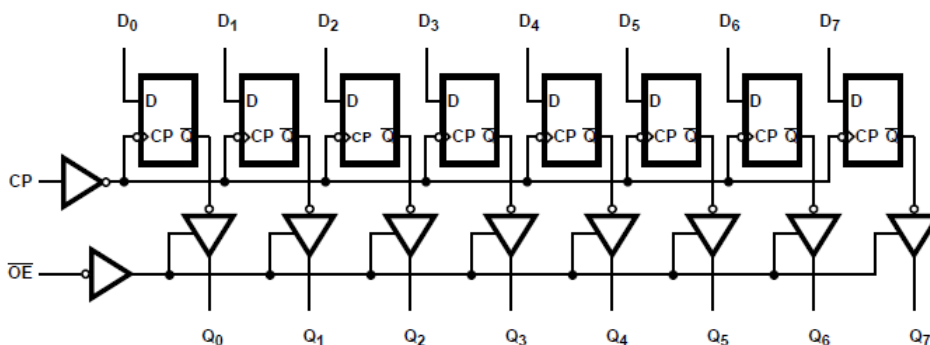 D0 D1 D2 D3 D4 D5 D6 D7
D D D D D D D D
CP Q̅ CP Q̅ CP Q̅ CP Q̅ CP Q̅ CP Q̅ CP Q̅ CP Q̅
CP
O̅E̅
Q0 Q1 Q2 Q3 Q4 Q5 Q6 Q7